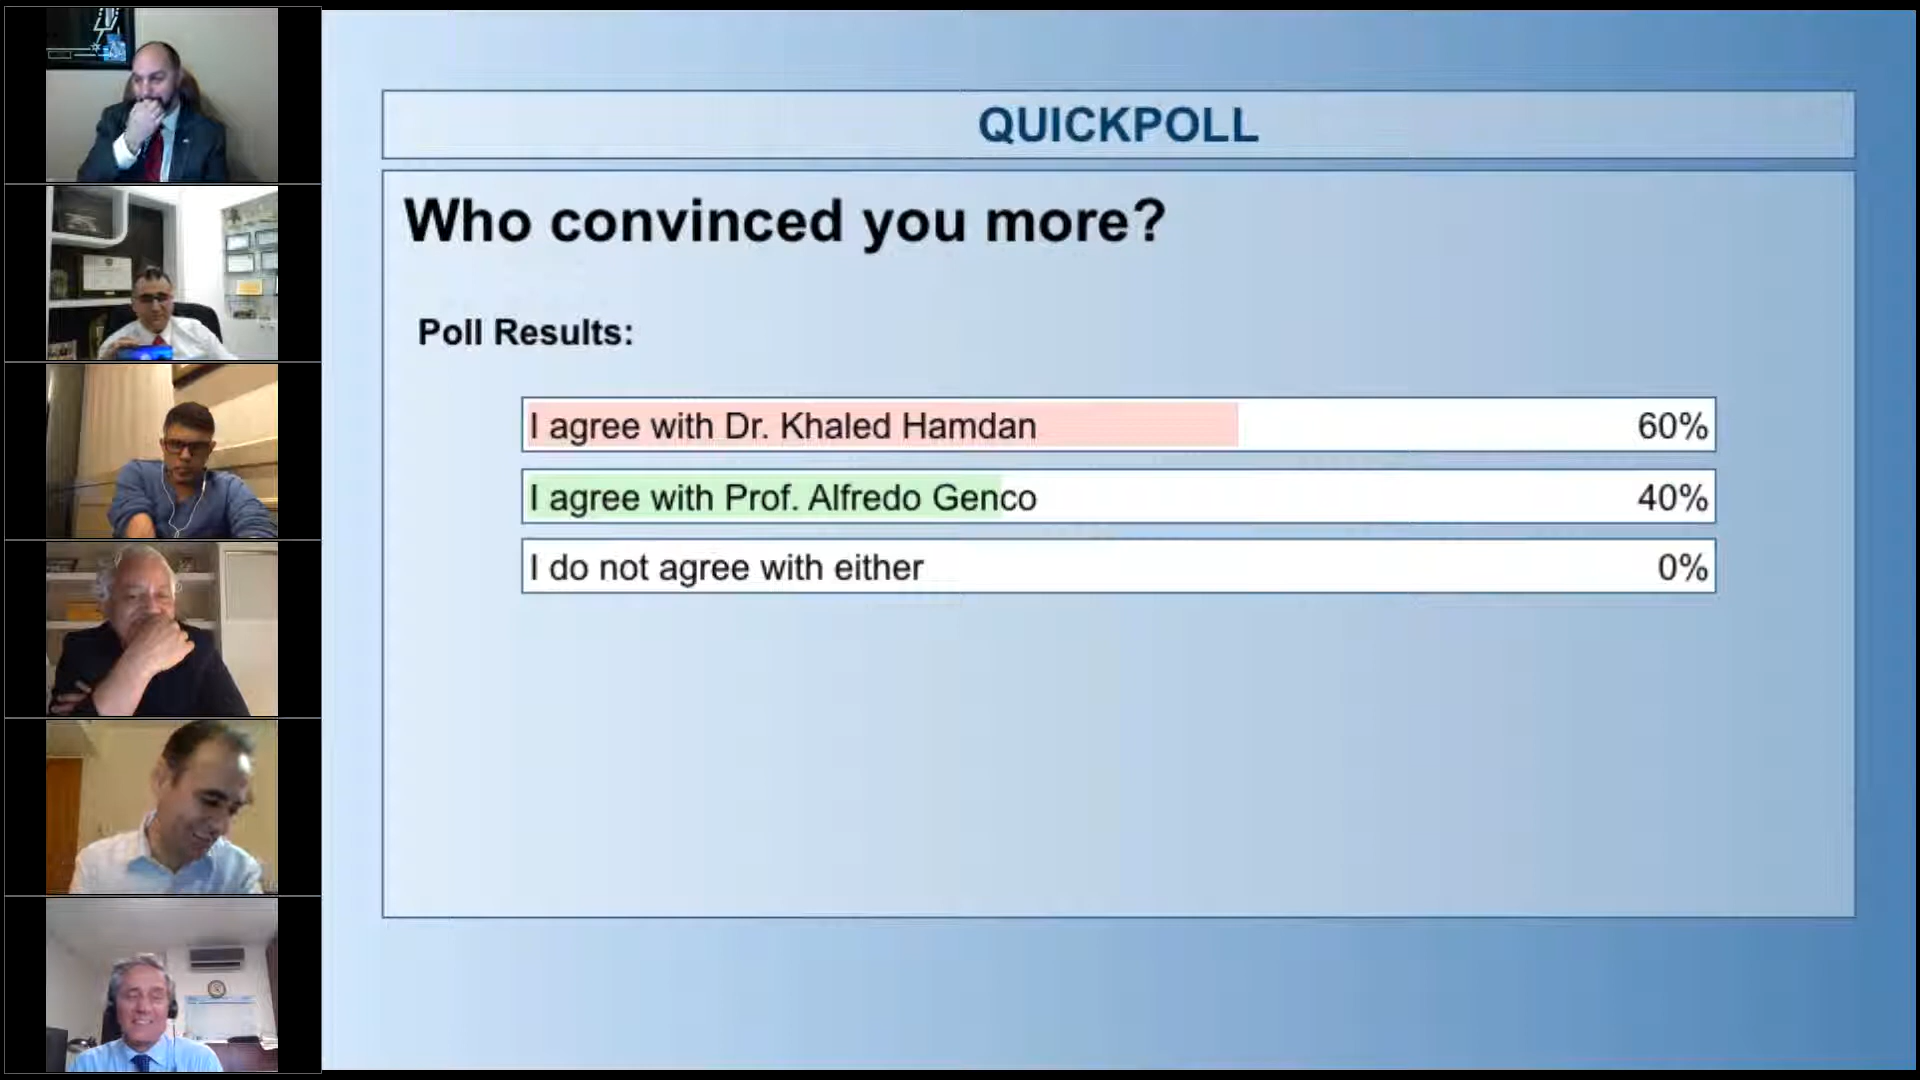 QUICKPOLL
Who convinced you more?
Poll Results:
I agree with Dr. Khaled Hamdan 60%
I agree with Prof. Alfredo Genco 40%
I do not agree with either 0%